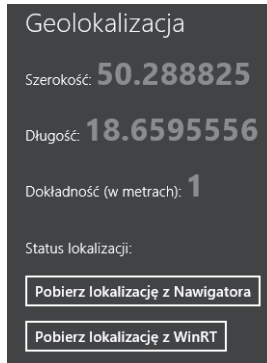 Geolokalizacja
Szerokość: 50.288825
Długość: 18.6595556
Dokładność (w metrach): 1
Status lokalizacji:
Pobierz lokalizację z Nawigatora
Pobierz lokalizację z WinRT